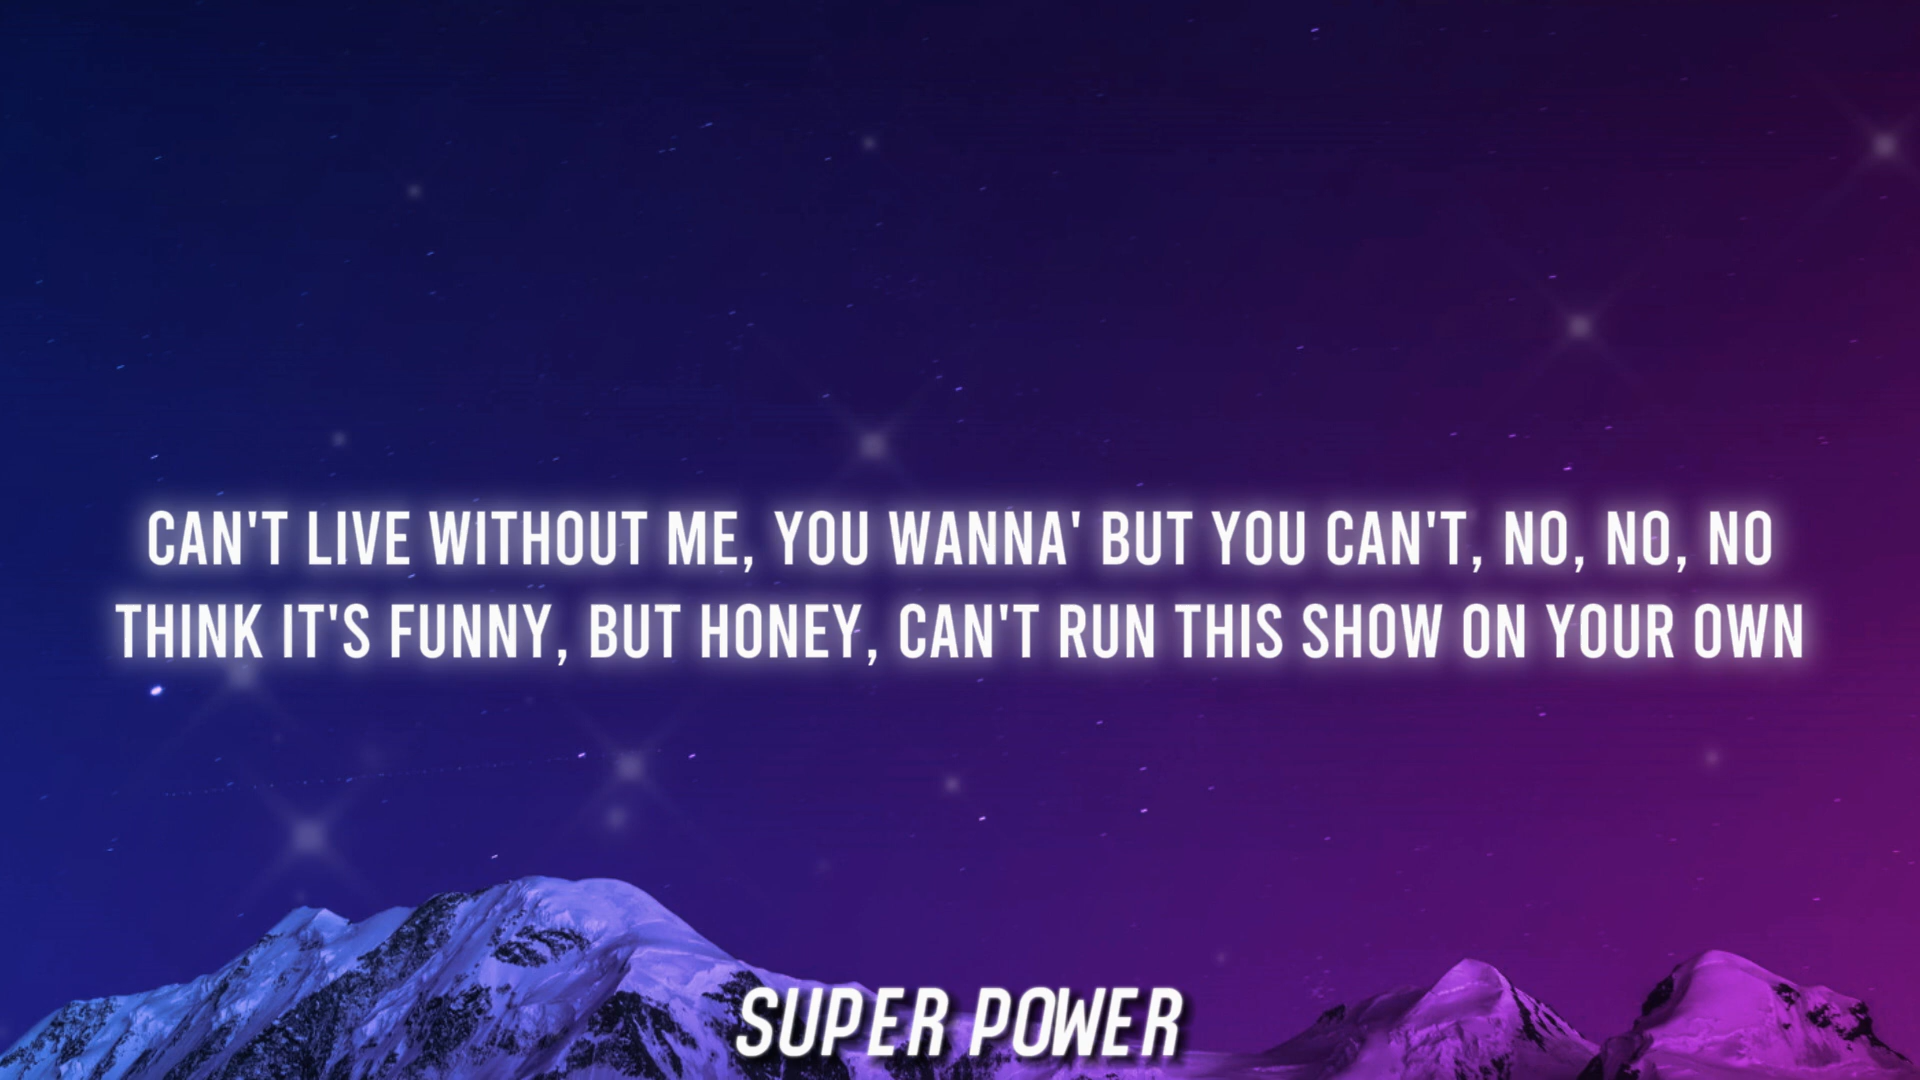 CAN'T LIVE WITHOUT ME, YOU WANNA' BUT YOU CAN'T, NO, NO, NO
THINK IT'S FUNNY, BUT HONEY, CAN'T RUN THIS SHOW ON YOUR OWN
SUPER POWER